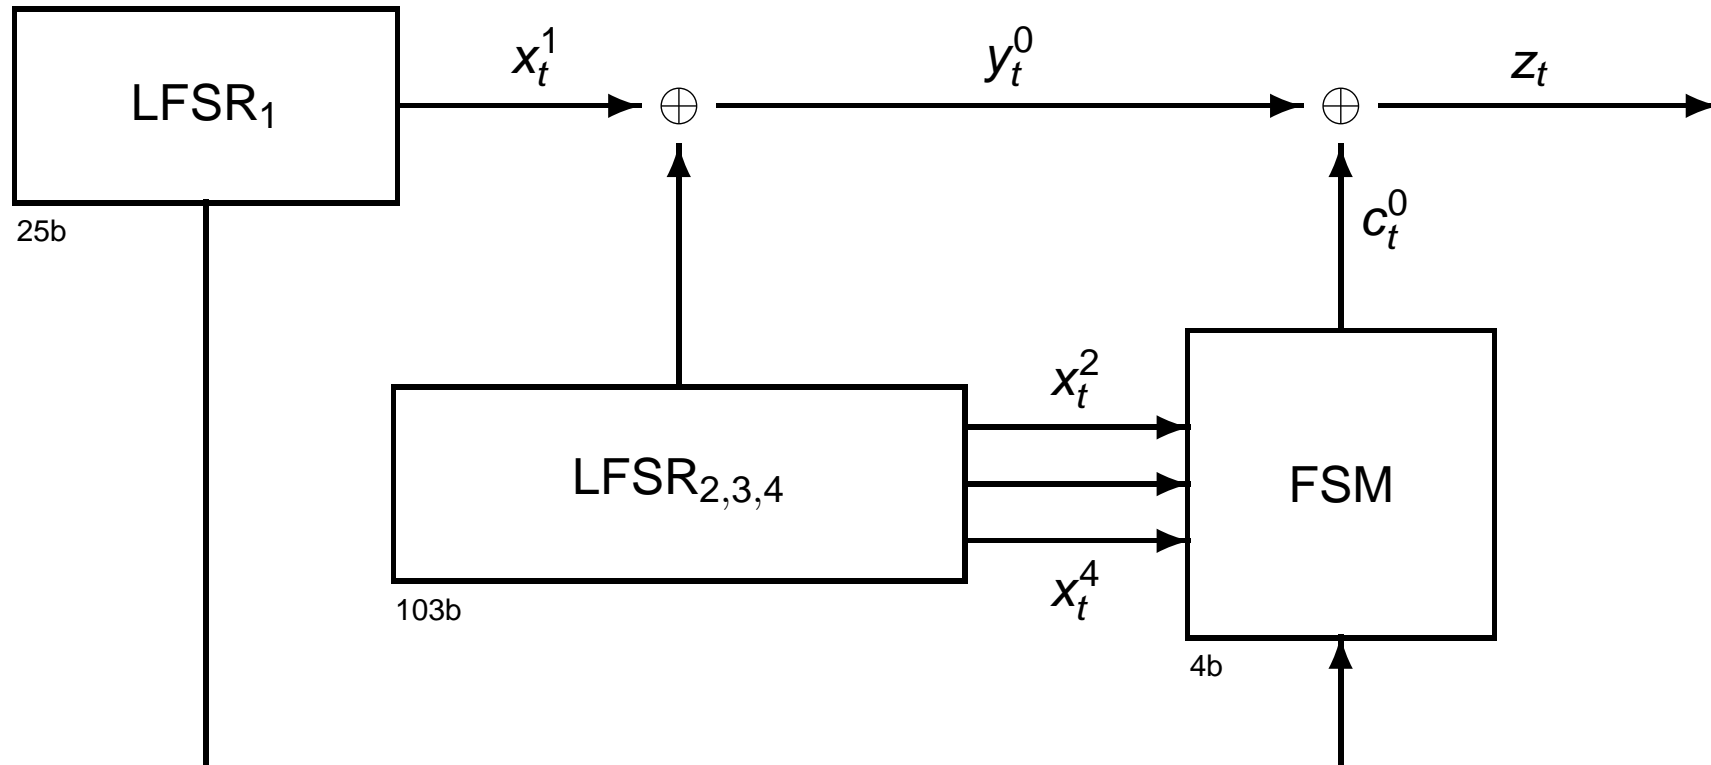 x_t^1
y_t^0
z_t
LFSR₁
25b
c_t^0
x_t^2
LFSR₂,₃,₄
FSM
x_t^4
103b
4b